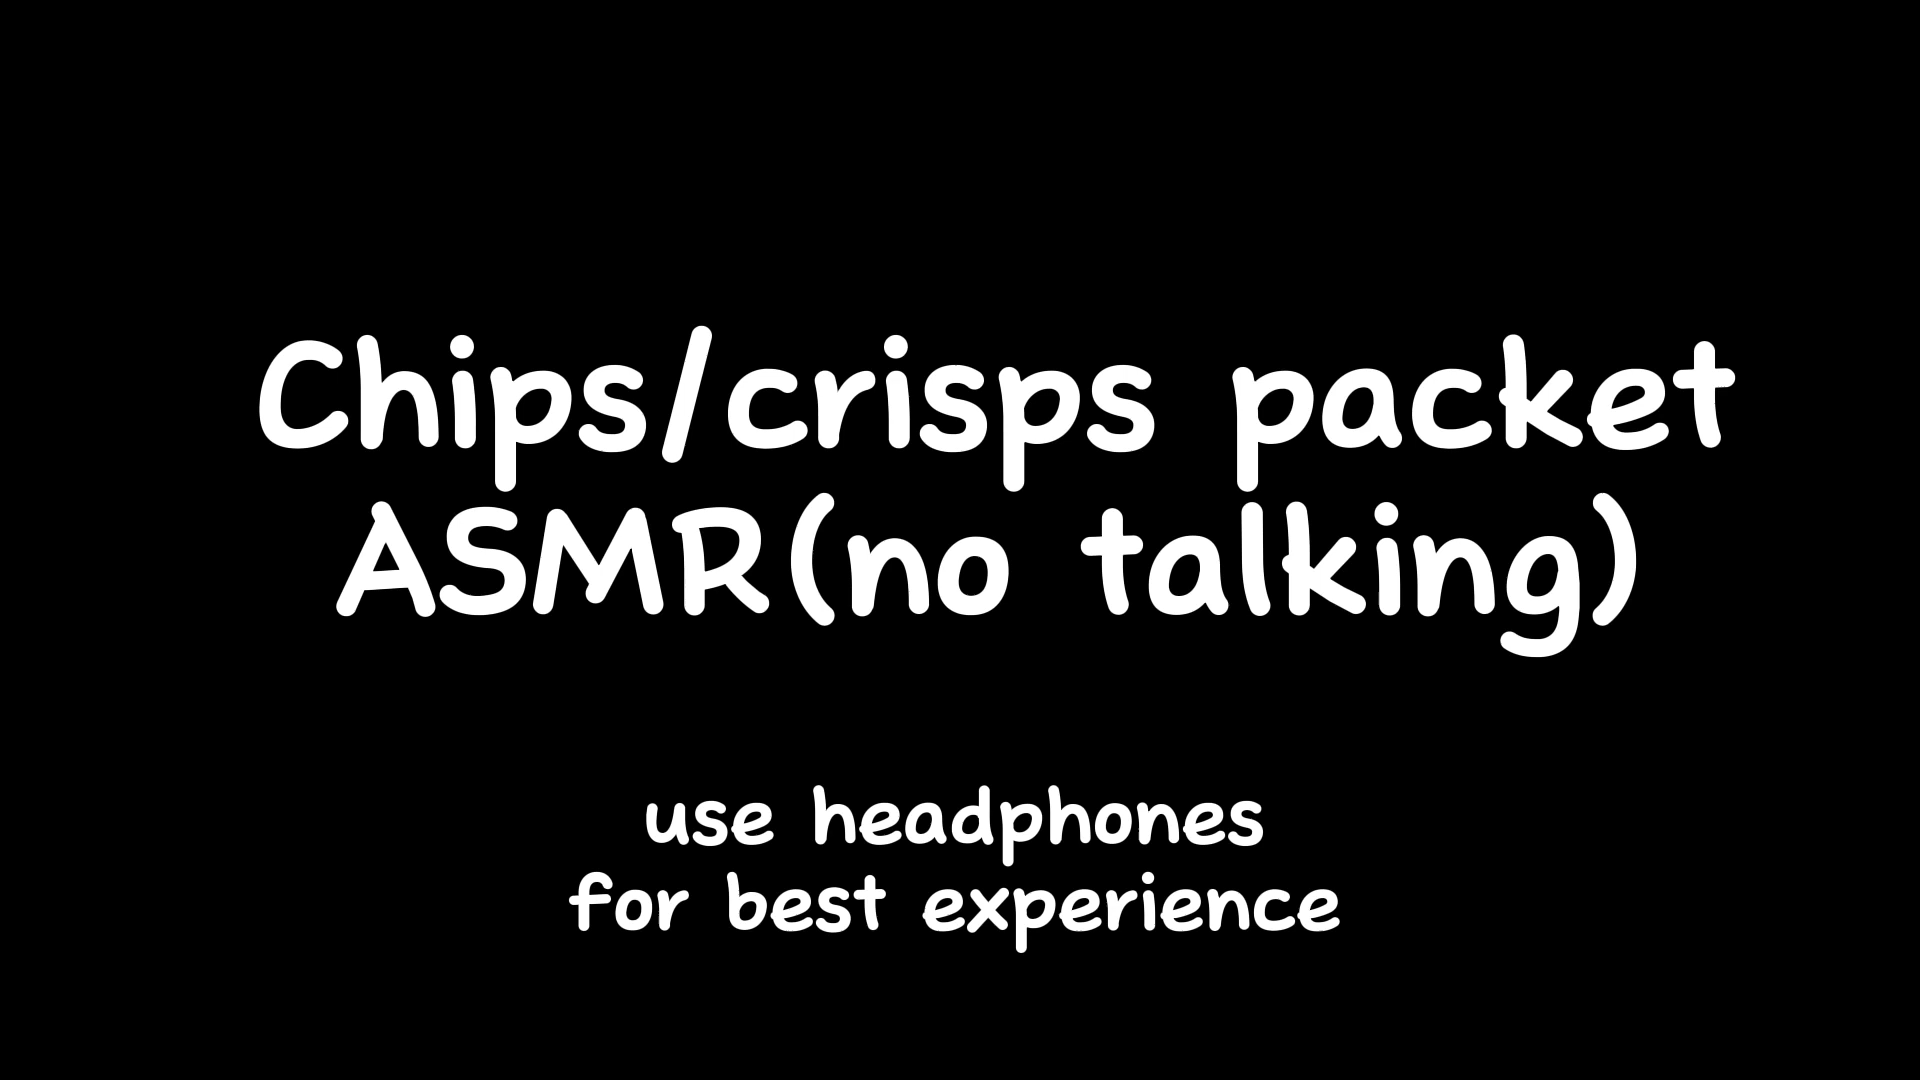 Chips/crisps packet
ASMR(no talking)
use headphones
for best experience